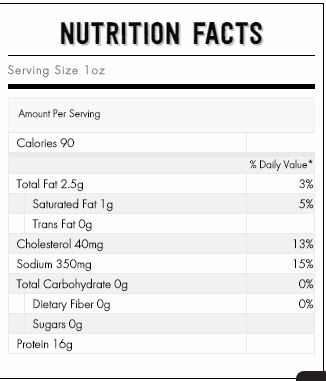 NUTRITION FACTS
Serving Size 1oz
Amount Per Serving
Calories 90
% Daily Value*
Total Fat 2.5g 3%
Saturated Fat 1g 5%
Trans Fat 0g
Cholesterol 40mg 13%
Sodium 350mg 15%
Total Carbohydrate 0g 0%
Dietary Fiber 0g 0%
Sugars 0g
Protein 16g